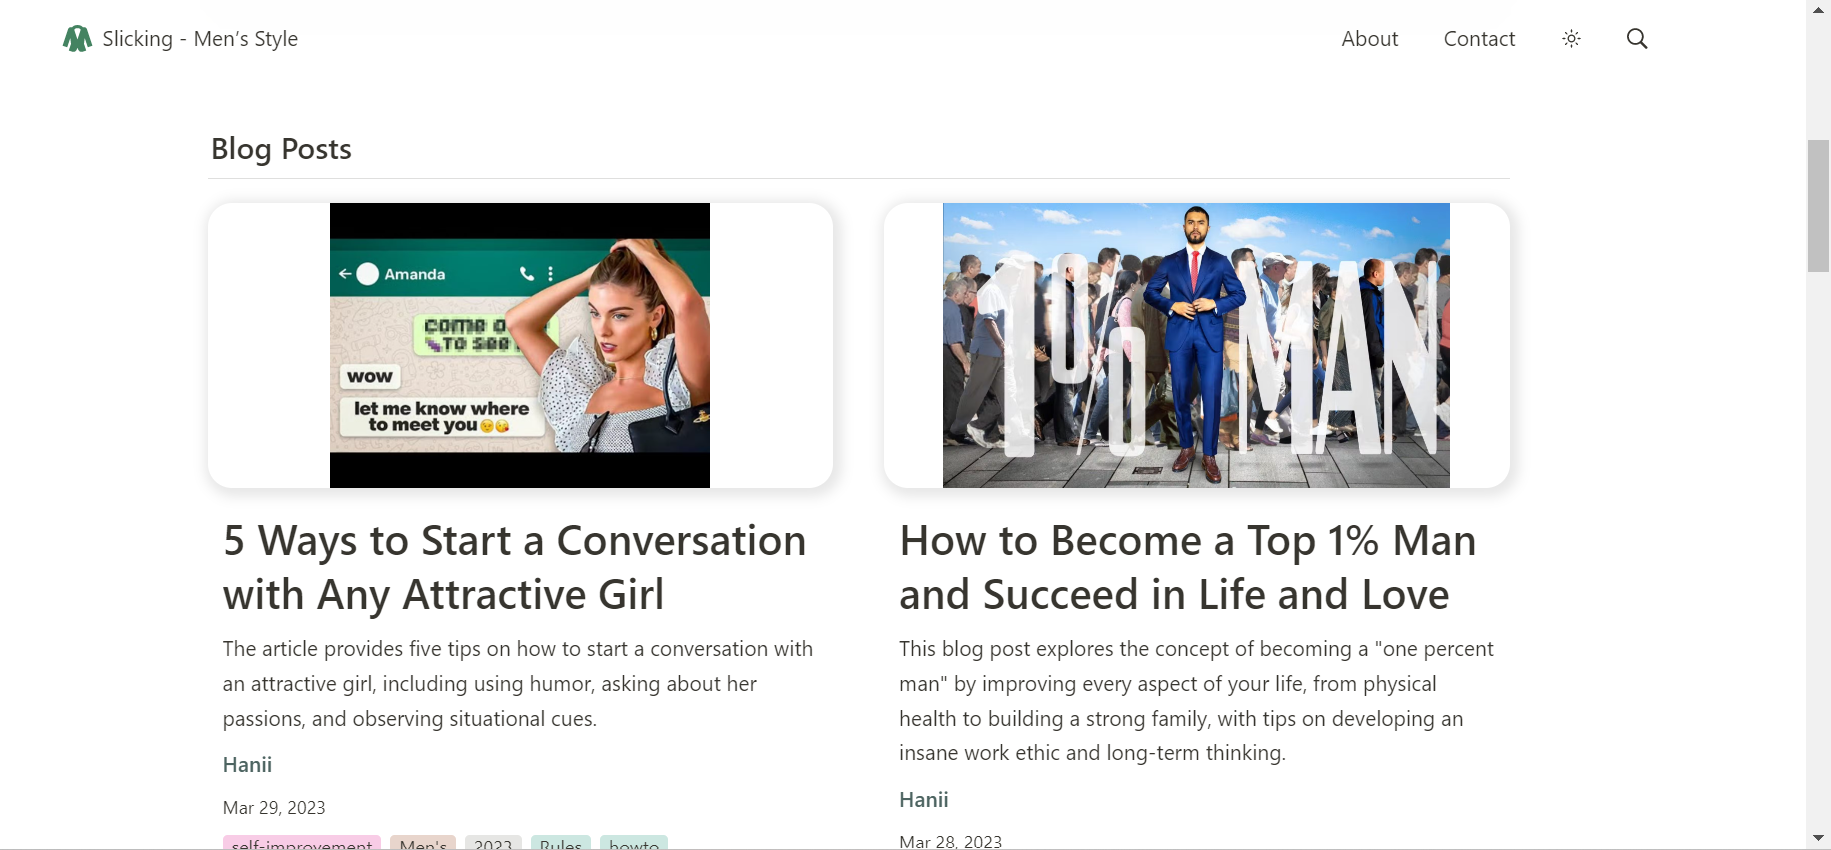 Slicking - Men’s Style
About
Contact
Blog Posts
Amanda
TO SEE
wow
let me know where
to meet you😉😘
1% MAN
5 Ways to Start a Conversation
with Any Attractive Girl
The article provides five tips on how to start a conversation with
an attractive girl, including using humor, asking about her
passions, and observing situational cues.
Hanii
Mar 29, 2023
self-improvement Men's 2023 Rules howto
How to Become a Top 1% Man
and Succeed in Life and Love
This blog post explores the concept of becoming a "one percent
man" by improving every aspect of your life, from physical
health to building a strong family, with tips on developing an
insane work ethic and long-term thinking.
Hanii
Mar 28, 2023